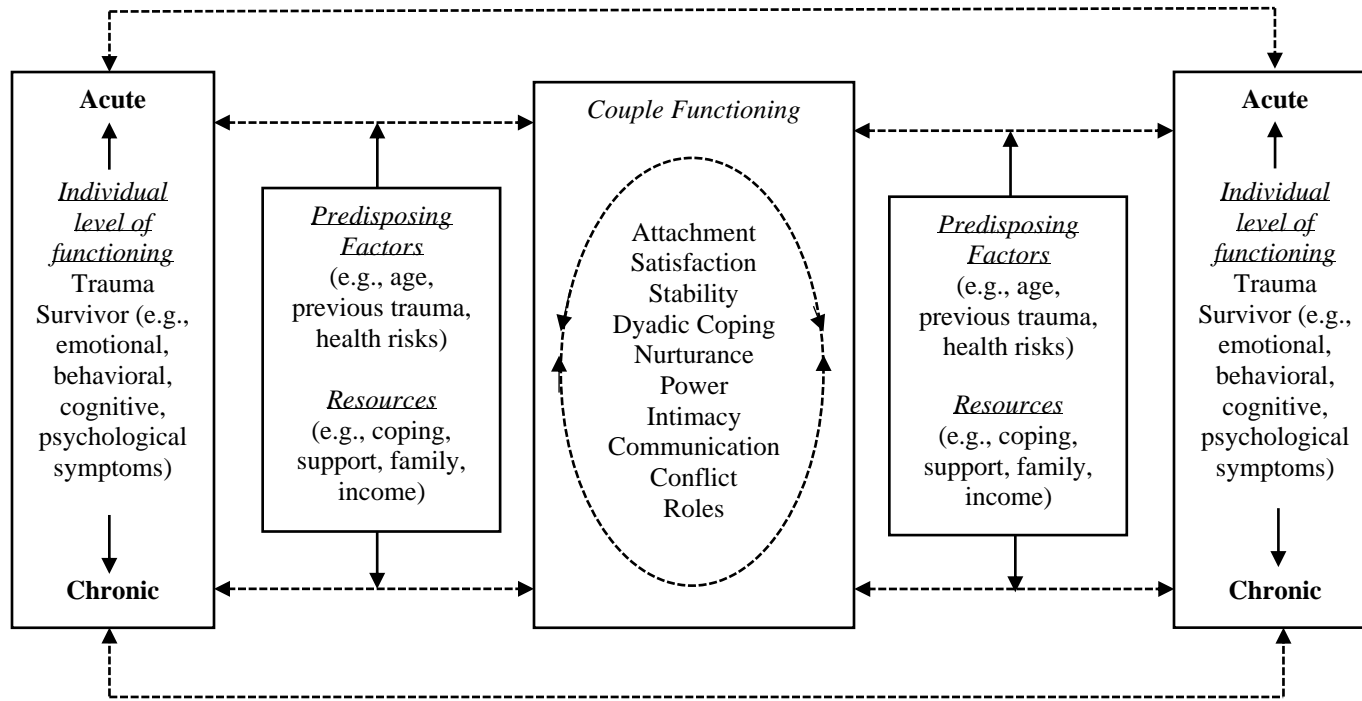 Acute
Individual
level of
functioning
Trauma
Survivor (e.g.,
emotional,
behavioral,
cognitive,
psychological
symptoms)
Chronic
Predisposing
Factors
(e.g., age,
previous trauma,
health risks)
Resources
(e.g., coping,
support, family,
income)
Couple Functioning
Attachment
Satisfaction
Stability
Dyadic Coping
Nurturance
Power
Intimacy
Communication
Conflict
Roles
Predisposing
Factors
(e.g., age,
previous trauma,
health risks)
Resources
(e.g., coping,
support, family,
income)
Acute
Individual
level of
functioning
Trauma
Survivor (e.g.,
emotional,
behavioral,
cognitive,
psychological
symptoms)
Chronic